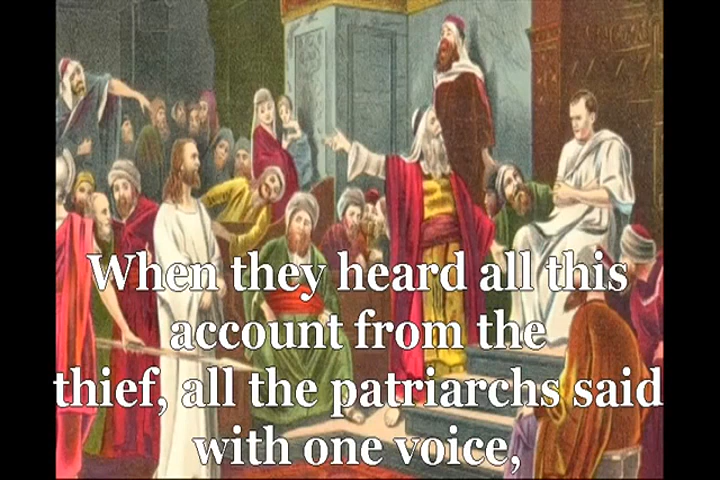 When they heard all this
account from the
thief, all the patriarchs said
with one voice,